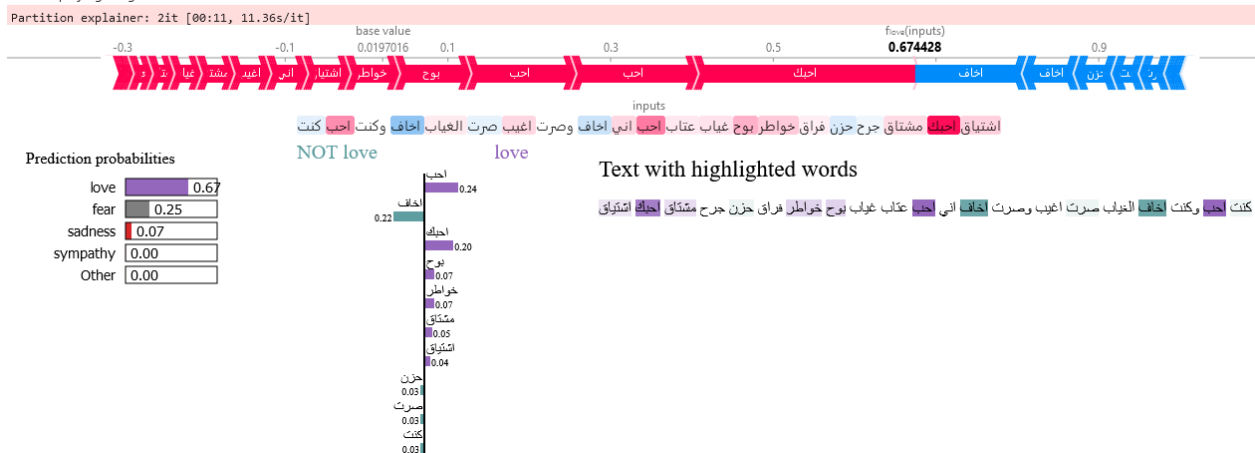 Partition explainer: 2it [00:11, 11.36s/it]
base value
f love(inputs)
-0.3 -0.1 0.0197016 0.1 0.3 0.5 0.674428 0.9
غيا مشتا اغيب اني اشتياق خواطر بوح احب احب احبك اخاف اخاف حزن
inputs
كنت احب وكنت اخاف الغياب صرت اغيب وصرت اخاف اني احب عتاب غياب بوح خواطر فراق حزن جرح مشتاق احبك اشتياق
Prediction probabilities
love 0.67
fear 0.25
sadness 0.07
sympathy 0.00
Other 0.00
NOT love love
احب
0.24
اخاف
0.22
احبك
0.20
بوح
0.07
خواطر
0.07
مشتاق
0.05
اشتياق
0.04
حزن
0.03
صرت
0.03
كنت
0.03
Text with highlighted words
كنت احب وكنت اخاف الغياب صرت اغيب وصرت اخاف اني احب عتاب غياب بوح خواطر فراق حزن جرح مشتاق احبك اشتياق